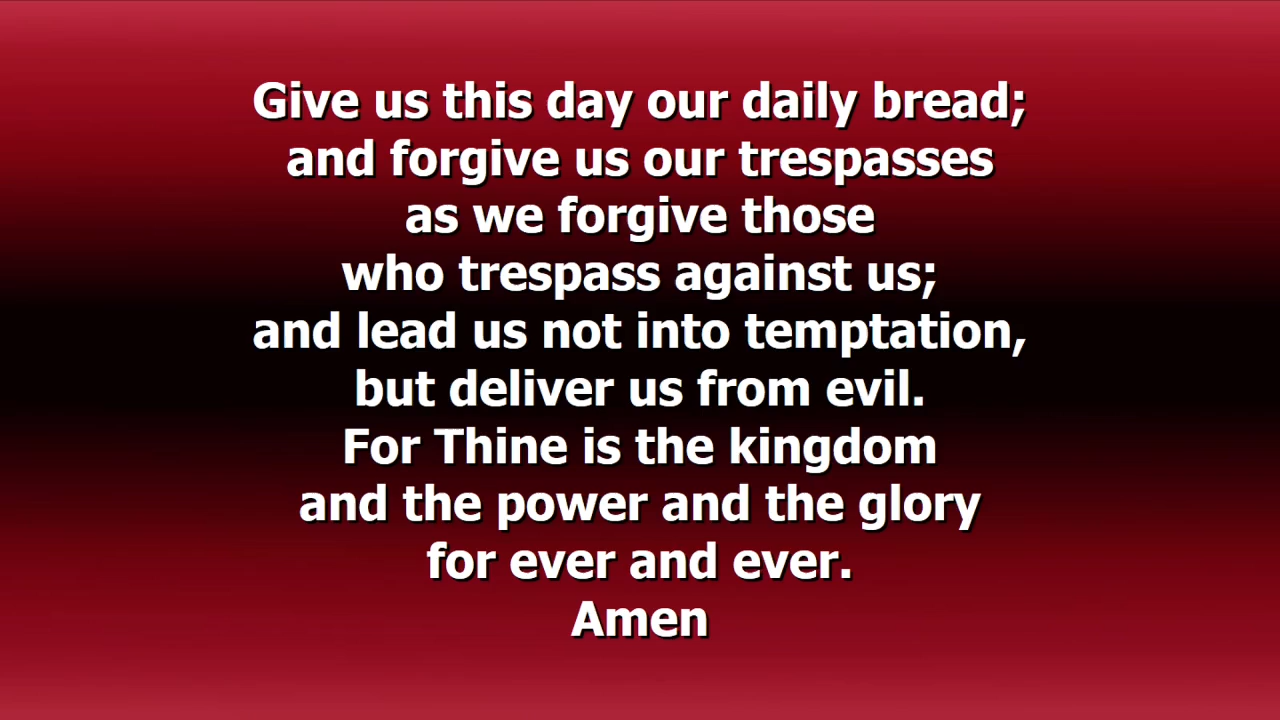 Give us this day our daily bread;
and forgive us our trespasses
as we forgive those
who trespass against us;
and lead us not into temptation,
but deliver us from evil.
For Thine is the kingdom
and the power and the glory
for ever and ever.
Amen